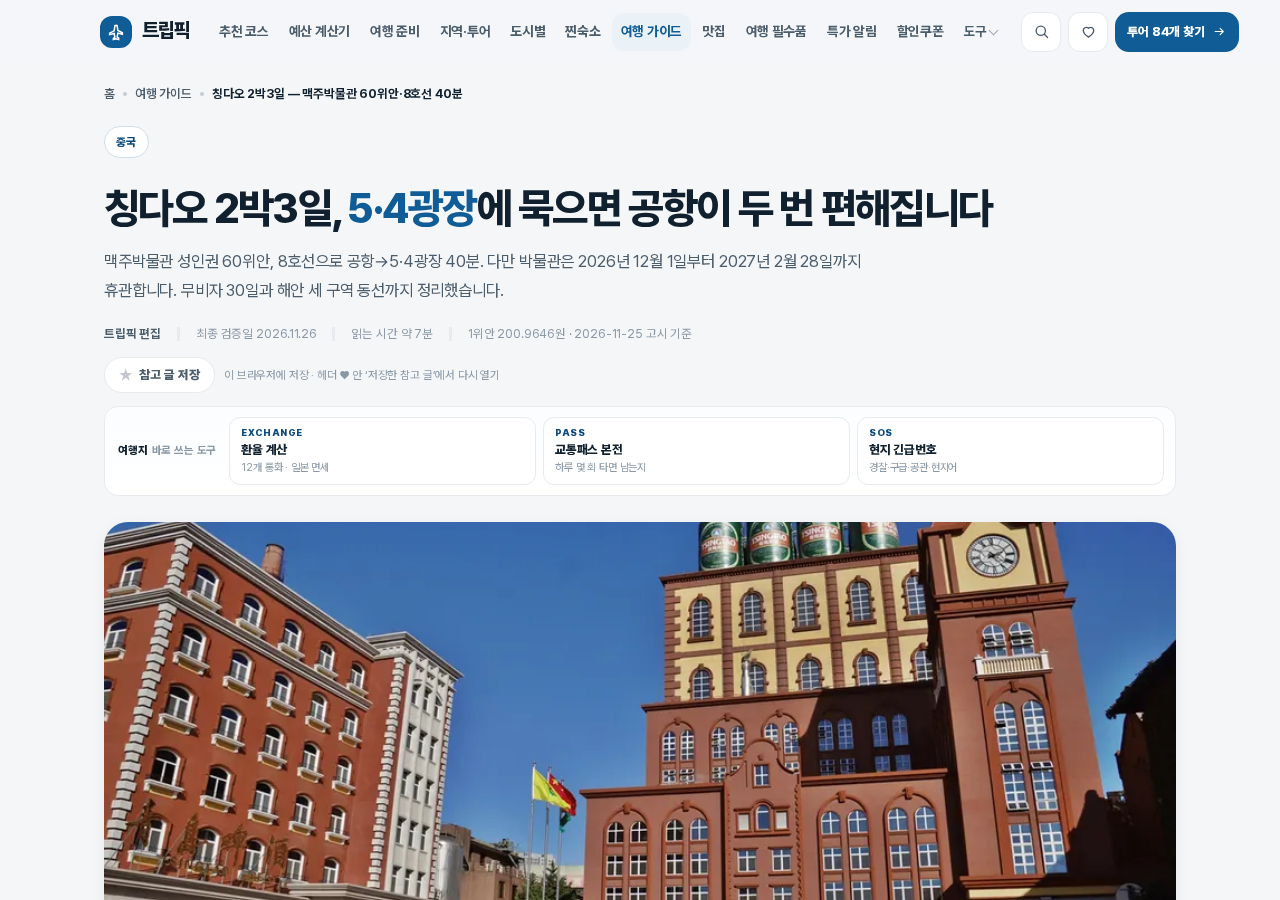 트립픽
추천 코스
예산 계산기
여행 준비
지역·투어
도시별
찐숙소
여행 가이드
맛집
여행 필수품
특가 알림
할인쿠폰
도구
투어 84개 찾기 →
홈 • 여행 가이드 • 칭다오 2박3일 — 맥주박물관 60위안·8호선 40분
중국
칭다오 2박3일, 5·4광장에 묵으면 공항이 두 번 편해집니다
맥주박물관 성인권 60위안, 8호선으로 공항→5·4광장 40분. 다만 박물관은 2026년 12월 1일부터 2027년 2월 28일까지
휴관합니다. 무비자 30일과 해안 세 구역 동선까지 정리했습니다.
트립픽 편집 | 최종 검증일 2026.11.26 | 읽는 시간 약 7분 | 1위안 200.9646원 · 2026-11-25 고시 기준
★ 참고 글 저장
이 브라우저에 저장 · 헤더 ♥ 안 '저장한 참고 글'에서 다시 열기
여행지 바로 쓰는 도구
EXCHANGE
환율 계산
12개 통화 · 일본 면세
PASS
교통패스 본전
하루 몇 회 타면 남는지
SOS
현지 긴급번호
경찰·구급·공관·현지어
TSINGTAO TSINGTAO TSINGTAO TSINGTAO